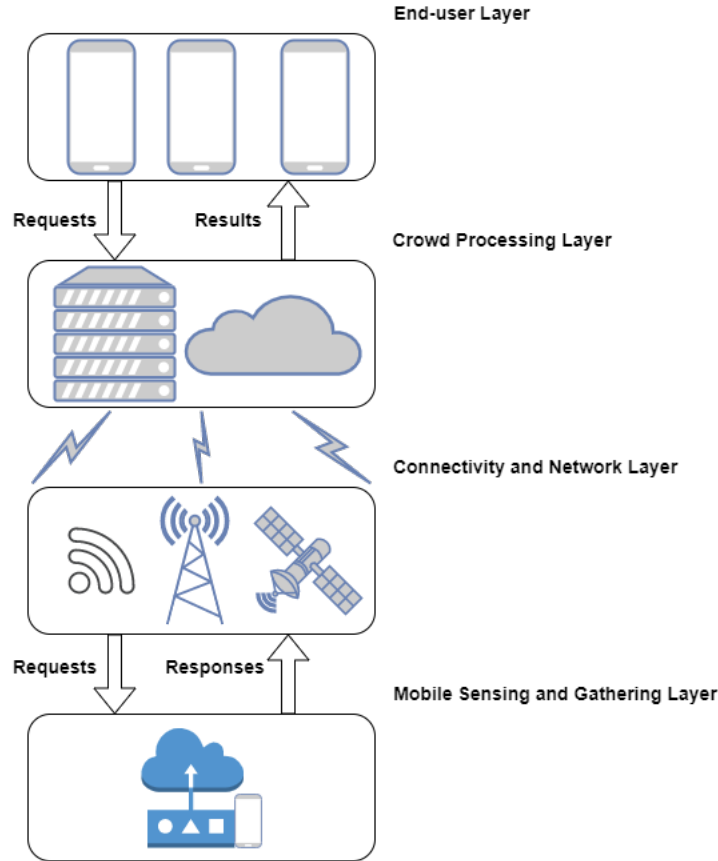 End-user Layer
Requests
Results
Crowd Processing Layer
Connectivity and Network Layer
Requests
Responses
Mobile Sensing and Gathering Layer